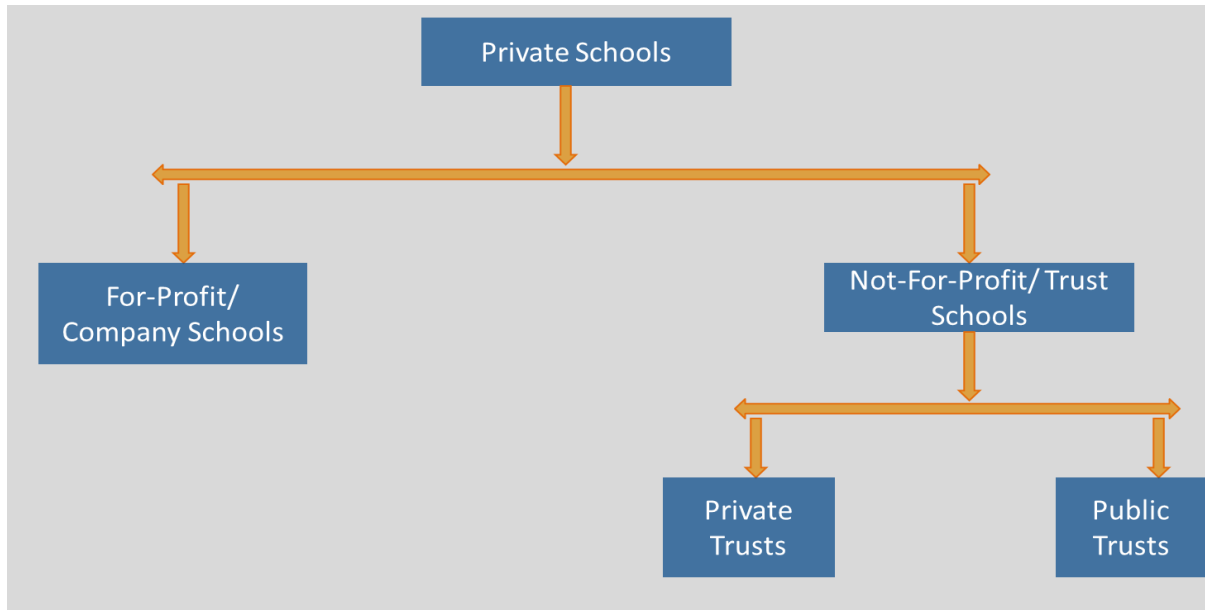 Private Schools
For-Profit/
Company Schools
Not-For-Profit/ Trust
Schools
Private
Trusts
Public
Trusts